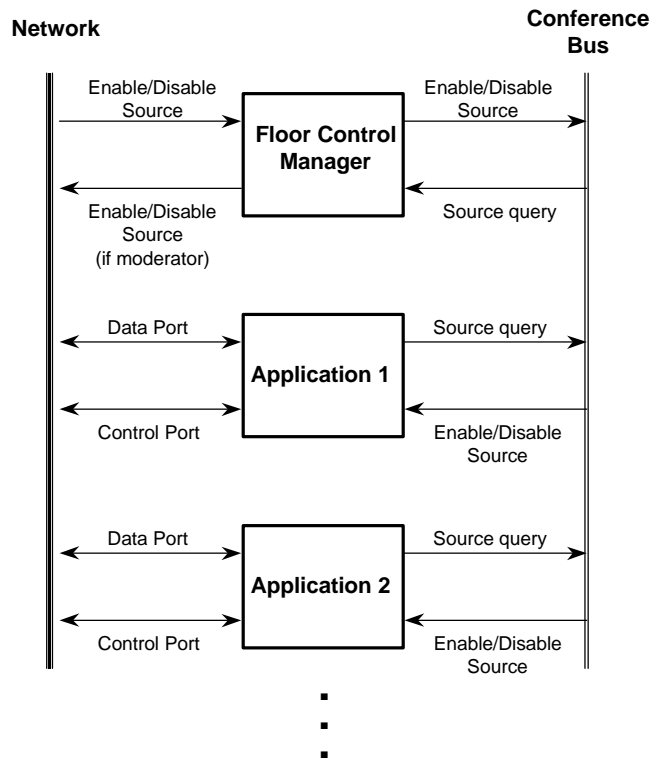 Network
Conference
Bus
Enable/Disable
Source
Enable/Disable
Source
Floor Control
Manager
Enable/Disable
Source
(if moderator)
Source query
Data Port
Source query
Application 1
Control Port
Enable/Disable
Source
Data Port
Source query
Application 2
Control Port
Enable/Disable
Source